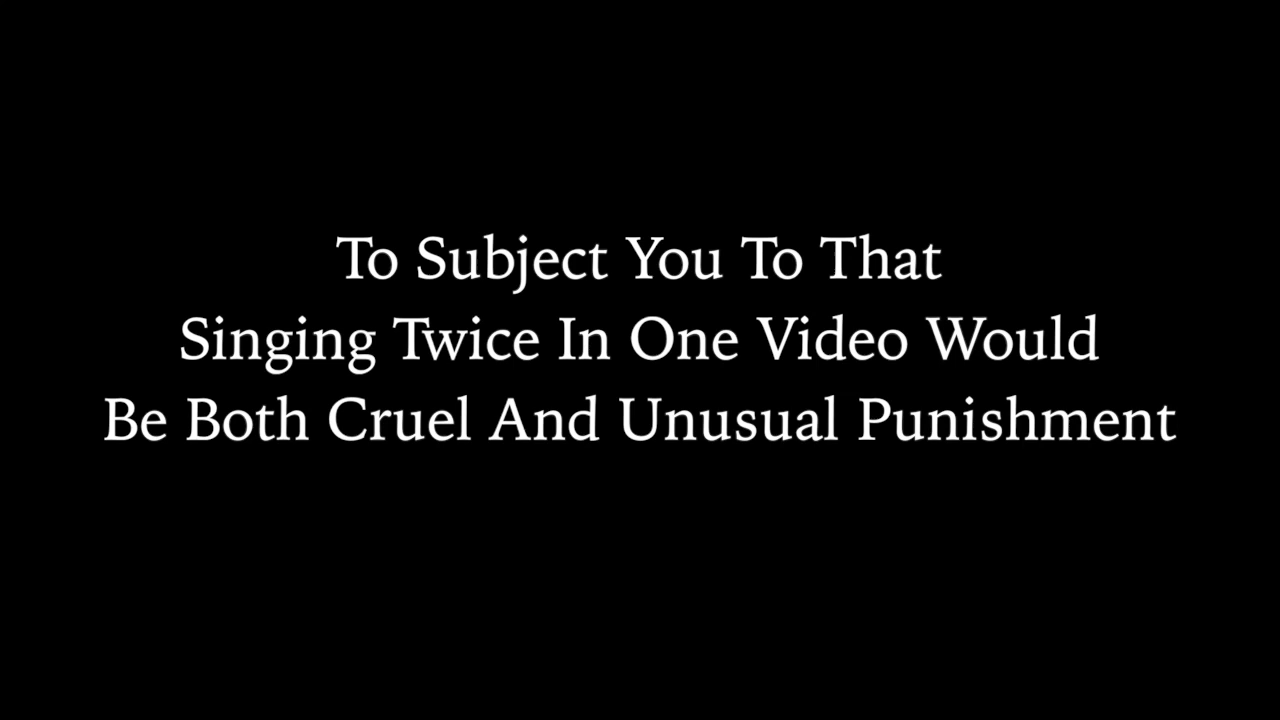 To Subject You To That
Singing Twice In One Video Would
Be Both Cruel And Unusual Punishment